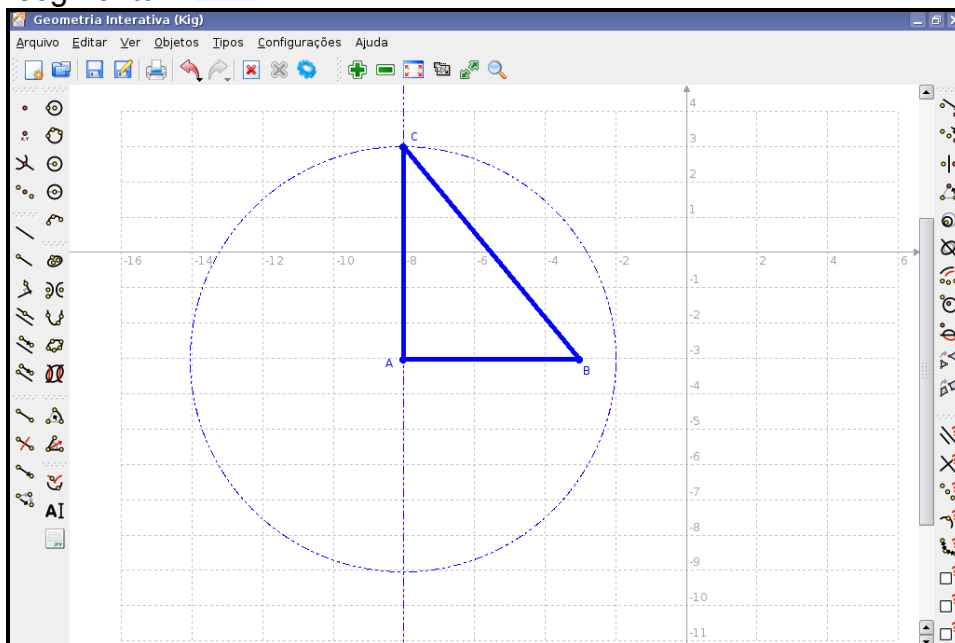 Geometria Interativa (Kig)
Arquivo Editar Ver Objetos Tipos Configurações Ajuda
4
C
3
2
1
-16 -14 -10 -8 -6 -4 -2 2 4 6
-1
-2
A
B
-3
-4
-5
-6
-7
-8
-9
-10
-11
x,y
AI